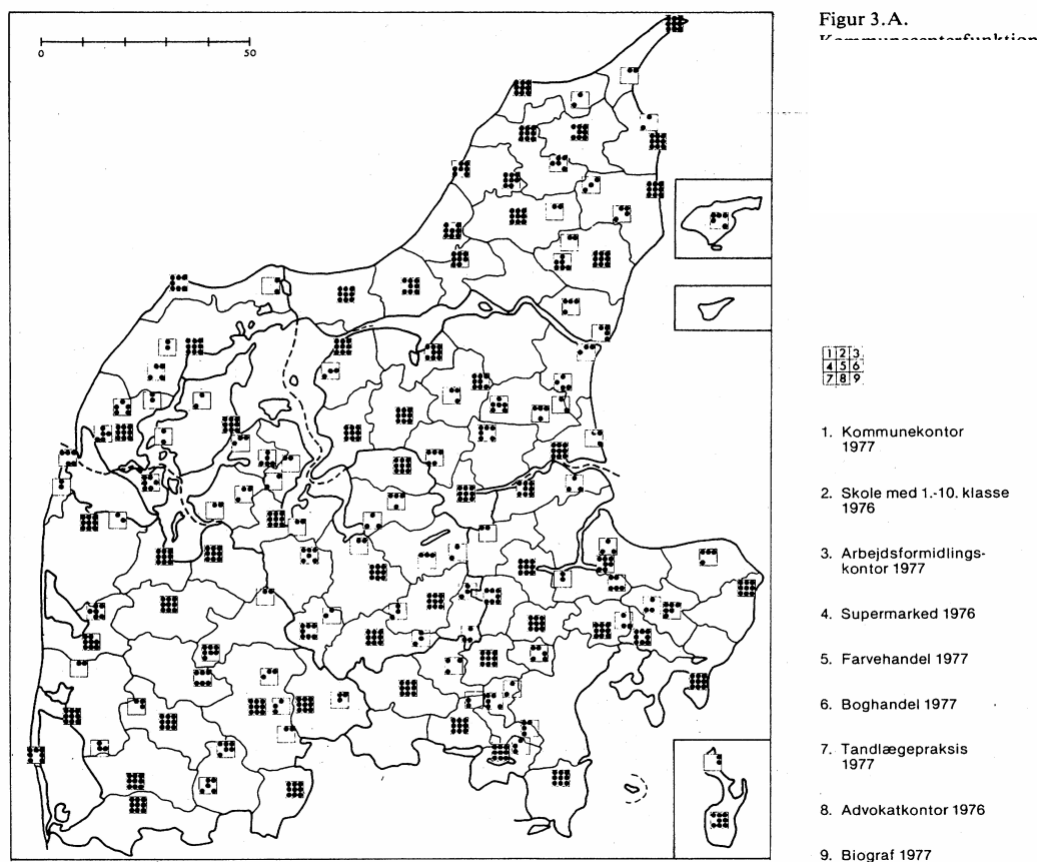 Figur 3.A.
0 50
1 2 3
4 5 6
7 8 9
1. Kommunekontor
1977
2. Skole med 1.-10. klasse
1976
3. Arbejdsformidlings-
kontor 1977
4. Supermarked 1976
5. Farvehandel 1977
6. Boghandel 1977
7. Tandlægepraksis
1977
8. Advokatkontor 1976
9. Biograf 1977